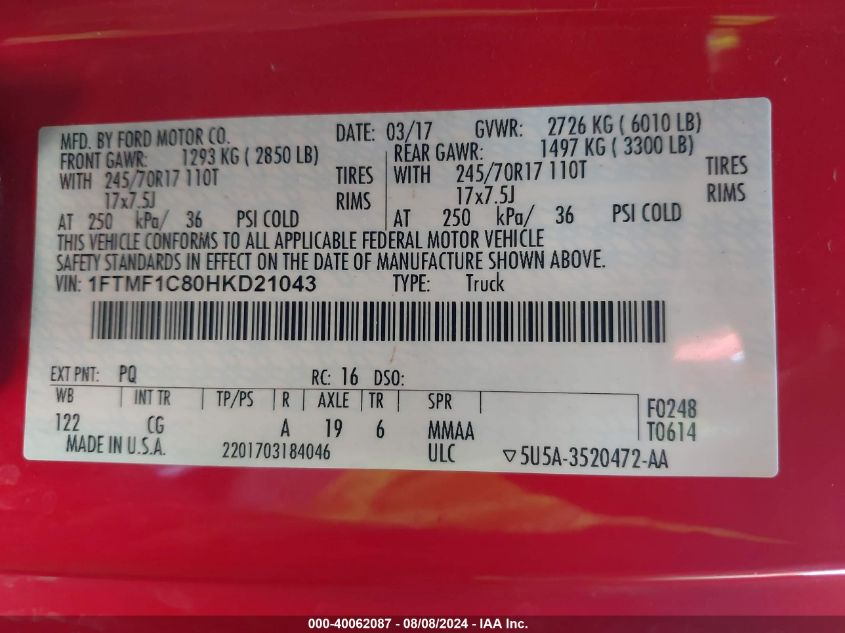 MFD. BY FORD MOTOR CO. DATE: 03/17 GVWR: 2726 KG ( 6010 LB)
FRONT GAWR: 1293 KG ( 2850 LB) REAR GAWR: 1497 KG ( 3300 LB)
WITH 245/70R17 110T TIRES WITH 245/70R17 110T TIRES
17x7.5J RIMS 17x7.5J RIMS
AT 250 kPa/ 36 PSI COLD AT 250 kPa/ 36 PSI COLD
THIS VEHICLE CONFORMS TO ALL APPLICABLE FEDERAL MOTOR VEHICLE
SAFETY STANDARDS IN EFFECT ON THE DATE OF MANUFACTURE SHOWN ABOVE.
VIN: 1FTMF1C80HKD21043 TYPE: Truck
EXT PNT: PQ RC: 16 DSO:
WB INT TR TP/PS R AXLE TR SPR F0248
122 CG A 19 6 MMAA T0614
MADE IN U.S.A. 2201703184046 ULC ▽5U5A-3520472-AA
000-40062087 - 08/08/2024 - IAA Inc.